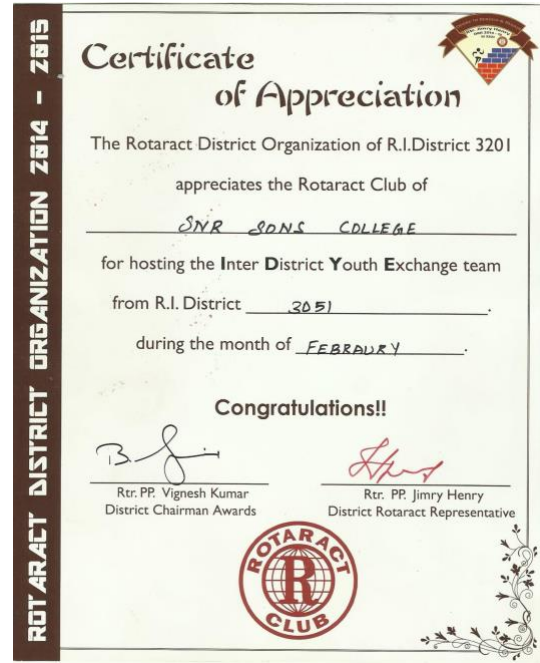 ROTARACT DISTRICT ORGANIZATION 2014 - 2015
Certificate
of Appreciation
The Rotaract District Organization of R.I.District 3201
appreciates the Rotaract Club of
SNR SONS COLLEGE
for hosting the Inter District Youth Exchange team
from R.I. District 3051.
during the month of FEBRAURY.
Congratulations!!
Rtr. PP. Vignesh Kumar
District Chairman Awards
Rtr. PP. Jimry Henry
District Rotaract Representative
ROTARACT
R
CLUB